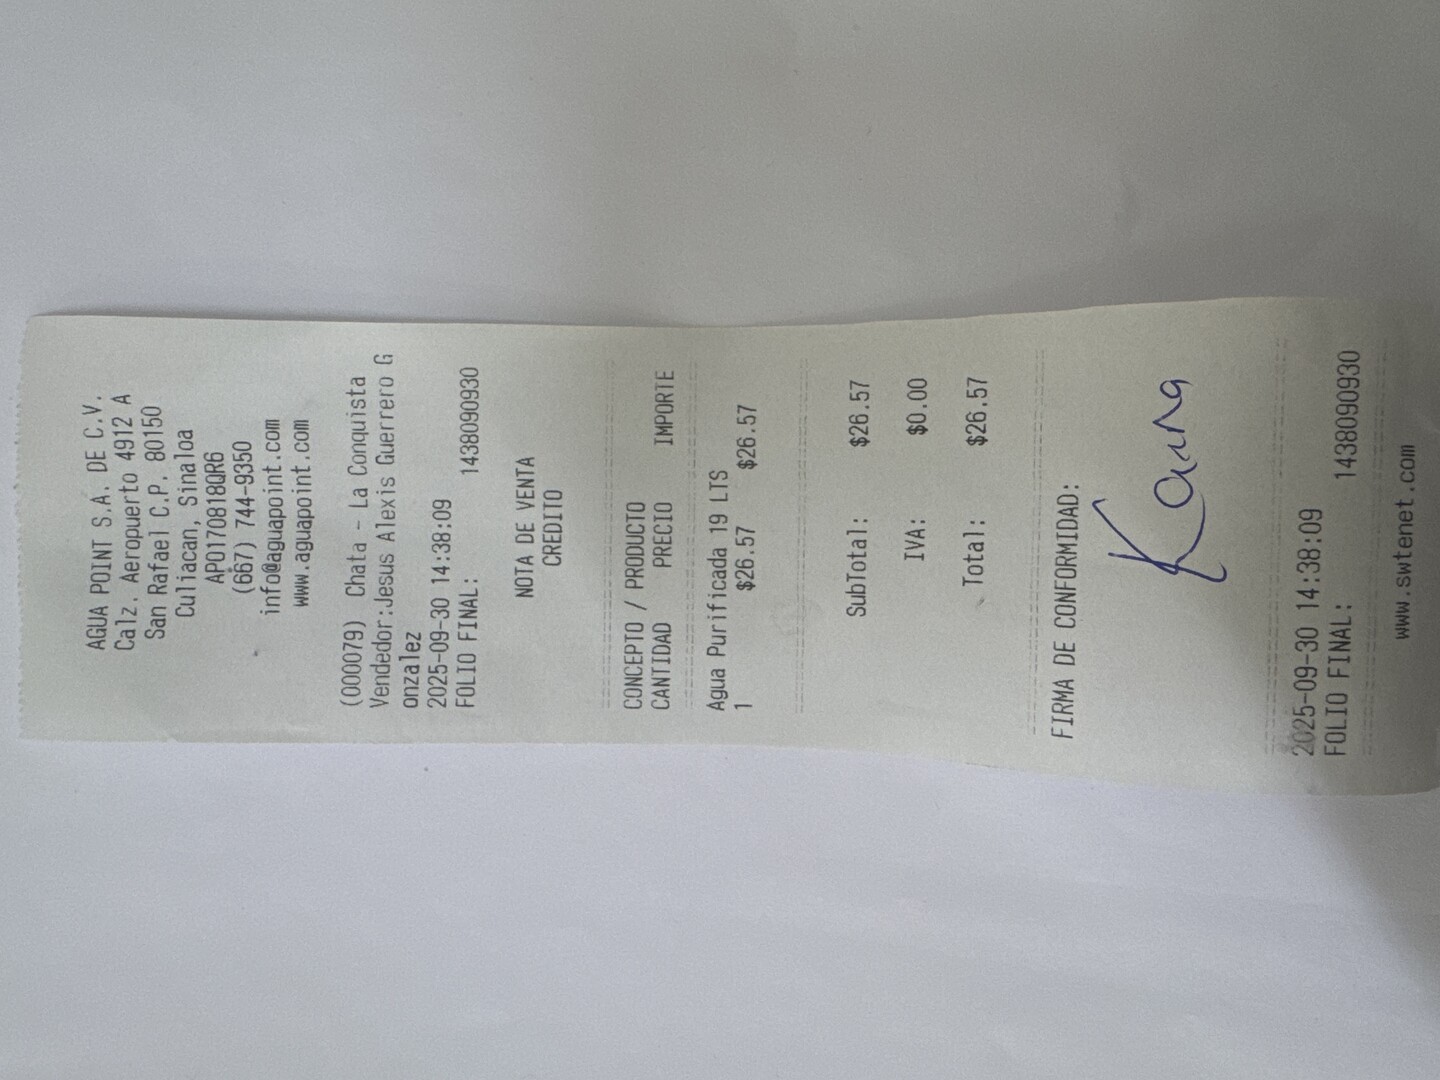 AGUA POINT S.A. DE C.V.
Calz. Aeropuerto 4912 A
San Rafael C.P. 80150
Culiacan, Sinaloa
APO170818QR6
(667) 744-9350
info@aguapoint.com
www.aguapoint.com
(000079) Chata - La Conquista
Vendedor:Jesus Alexis Guerrero G
onzalez
2025-09-30 14:38:09
FOLIO FINAL: 1438090930
NOTA DE VENTA
CREDITO
CONCEPTO / PRODUCTO
CANTIDAD PRECIO IMPORTE
Agua Purificada 19 LTS
1 $26.57 $26.57
SubTotal: $26.57
IVA: $0.00
Total: $26.57
FIRMA DE CONFORMIDAD:
2025-09-30 14:38:09
FOLIO FINAL: 1438090930
www.swtenet.com